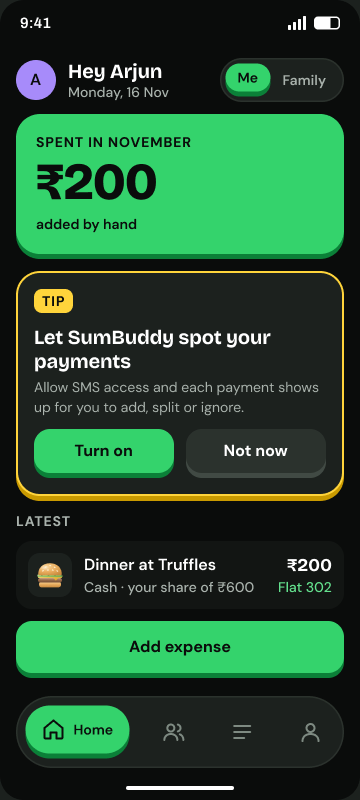 9:41
A
Hey Arjun
Monday, 16 Nov
Me
Family
SPENT IN NOVEMBER
₹200
added by hand
TIP
Let SumBuddy spot your
payments
Allow SMS access and each payment shows
up for you to add, split or ignore.
Turn on
Not now
LATEST
Dinner at Truffles
₹200
Cash · your share of ₹600
Flat 302
Add expense
Home